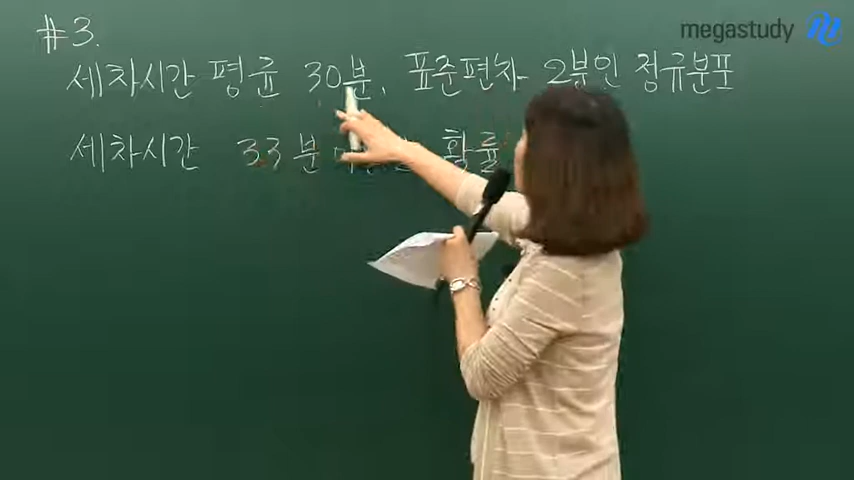 megastudy
#3.
세차시간 평균 30분, 표준편차 2분인 정규분포
세차시간 33분 확률